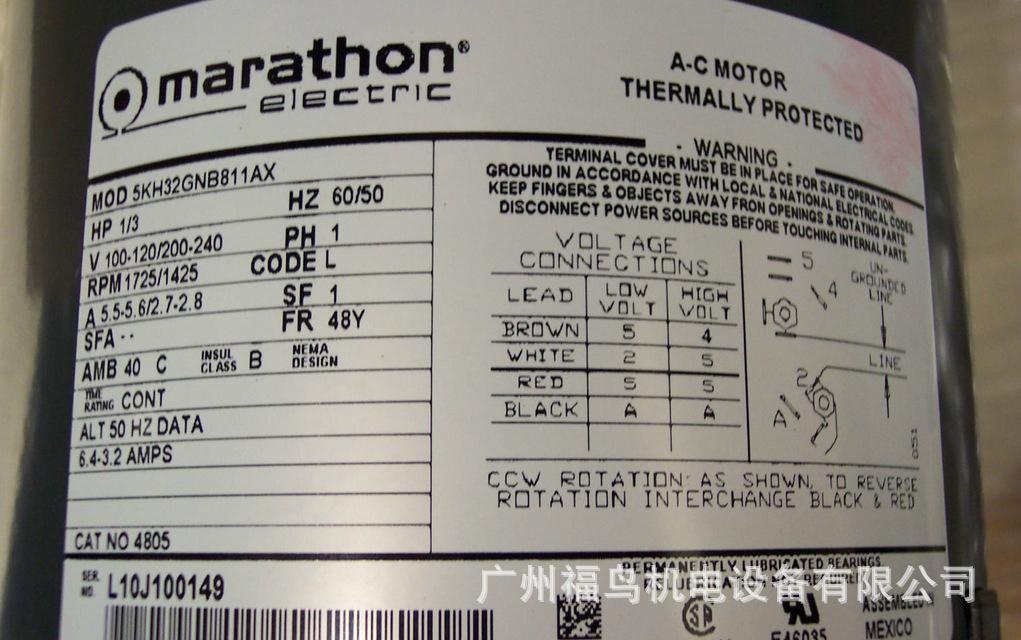 marathon®
electric
A-C MOTOR
THERMALLY PROTECTED
MOD 5KH32GNB811AX
HP 1/3 HZ 60/50
V 100-120/200-240 PH 1
RPM 1725/1425 CODE L
A 5.5-5.6/2.7-2.8 SF 1
SFA -- FR 48Y
AMB 40 C INSUL CLASS B NEMA DESIGN
TIME RATING CONT
ALT 50 HZ DATA
6.4-3.2 AMPS
CAT NO 4805
- WARNING -
TERMINAL COVER MUST BE IN PLACE FOR SAFE OPERATION
GROUND IN ACCORDANCE WITH LOCAL & NATIONAL ELECTRICAL CODES
KEEP FINGERS & OBJECTS AWAY FRON OPENINGS & ROTATING PARTS
DISCONNECT POWER SOURCES BEFORE TOUCHING INTERNAL PARTS
VOLTAGE
CONNECTIONS
LEAD LOW VOLT HIGH VOLT
BROWN 5 4
WHITE 2 5
RED 5 5
BLACK A A
5
4
UN-
GROUNDED
LINE
LINE
2
A
051
CCW ROTATION: AS SHOWN, TO REVERSE
ROTATION INTERCHANGE BLACK & RED
SER. NO. L10J100149
PERMANENTLY LUBRICATED BEARINGS
广州福鸟机电设备有限公司
ASSEMBLED IN
MEXICO
E46035